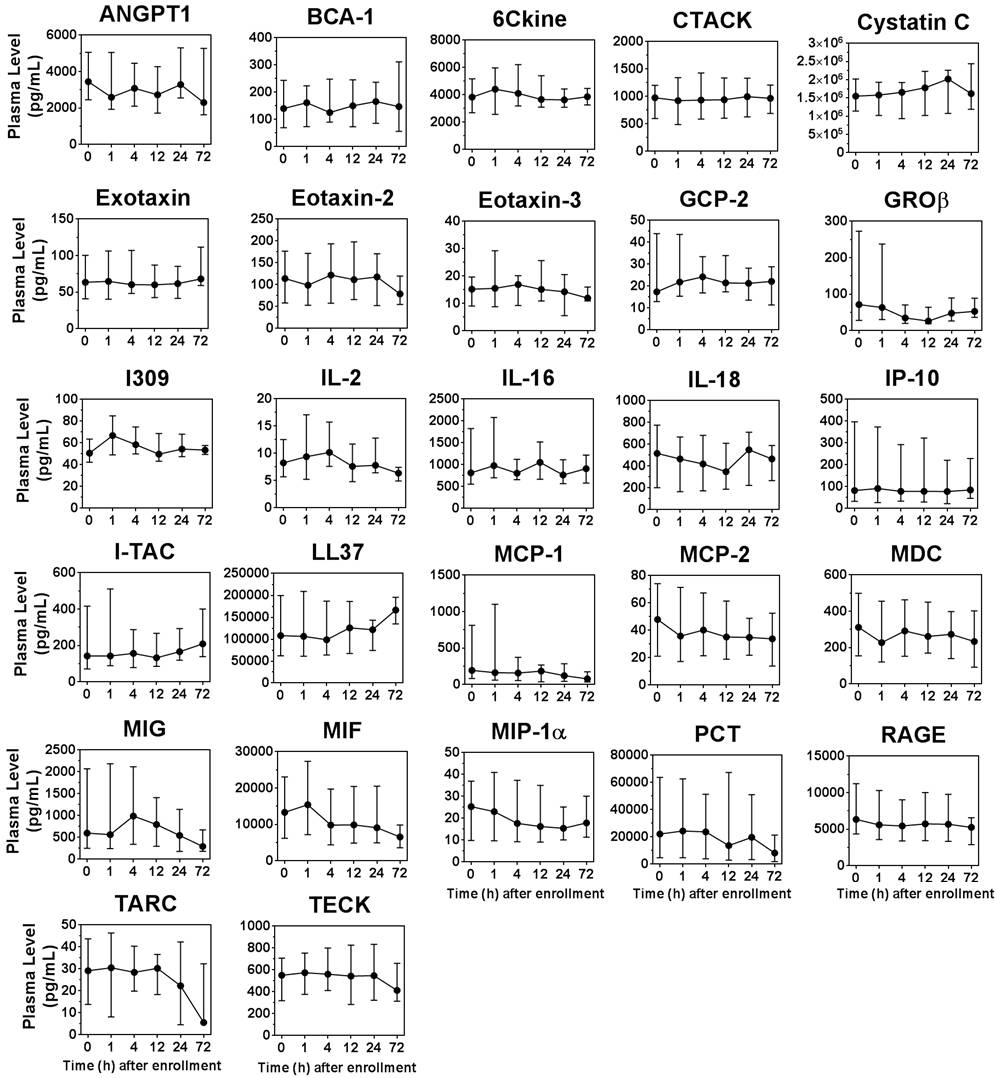 ANGPT1
BCA-1
6Ckine
CTACK
Cystatin C
Plasma Level
(pg/mL)
6000
4000
2000
0
0 1 4 12 24 72
400
300
200
100
0
0 1 4 12 24 72
8000
6000
4000
2000
0
0 1 4 12 24 72
2000
1500
1000
500
0
0 1 4 12 24 72
3×10⁶
2×10⁶
2×10⁶
2×10⁶
1×10⁶
5×10⁵
0
0 1 4 12 24 72
Exotaxin
Eotaxin-2
Eotaxin-3
GCP-2
GROβ
Plasma Level
(pg/mL)
150
100
50
0
0 1 4 12 24 72
250
200
150
100
50
0
0 1 4 12 24 72
40
30
20
10
0
0 1 4 12 24 72
50
40
30
20
10
0
0 1 4 12 24 72
300
200
100
0
0 1 4 12 24 72
I309
IL-2
IL-16
IL-18
IP-10
Plasma Level
(pg/mL)
100
80
60
40
20
0
0 1 4 12 24 72
20
15
10
5
0
0 1 4 12 24 72
2500
2000
1500
1000
500
0
0 1 4 12 24 72
1000
800
600
400
200
0
0 1 4 12 24 72
500
400
300
200
100
0
0 1 4 12 24 72
I-TAC
LL37
MCP-1
MCP-2
MDC
Plasma Level
(pg/mL)
600
400
200
0
0 1 4 12 24 72
250000
200000
150000
100000
50000
0
0 1 4 12 24 72
1500
1000
500
0
0 1 4 12 24 72
80
60
40
20
0
0 1 4 12 24 72
600
400
200
0
0 1 4 12 24 72
MIG
MIF
MIP-1α
PCT
RAGE
Plasma Level
(pg/mL)
2500
2000
1500
1000
500
0
0 1 4 12 24 72
30000
20000
10000
0
0 1 4 12 24 72
50
40
30
20
10
0
0 1 4 12 24 72
Time (h) after enrollment
80000
60000
40000
20000
0
0 1 4 12 24 72
Time (h) after enrollment
15000
10000
5000
0
0 1 4 12 24 72
Time (h) after enrollment
TARC
TECK
Plasma Level
(pg/mL)
50
40
30
20
10
0
0 1 4 12 24 72
Time (h) after enrollment
1000
800
600
400
200
0
0 1 4 12 24 72
Time (h) after enrollment